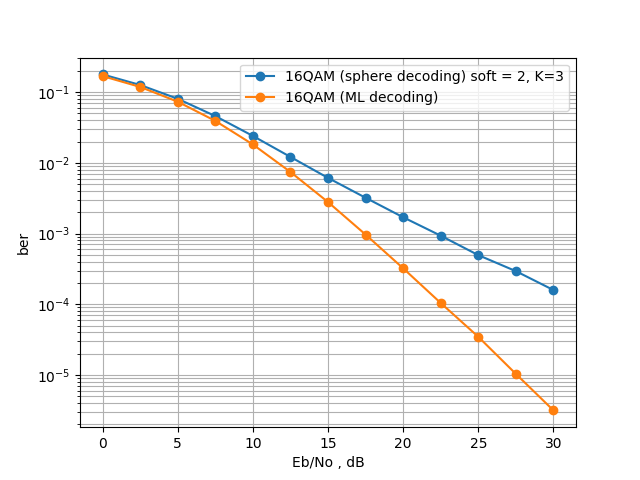 16QAM (sphere decoding) soft = 2, K=3
16QAM (ML decoding)
ber
10⁻¹
10⁻²
10⁻³
10⁻⁴
10⁻⁵
0 5 10 15 20 25 30
Eb/No , dB